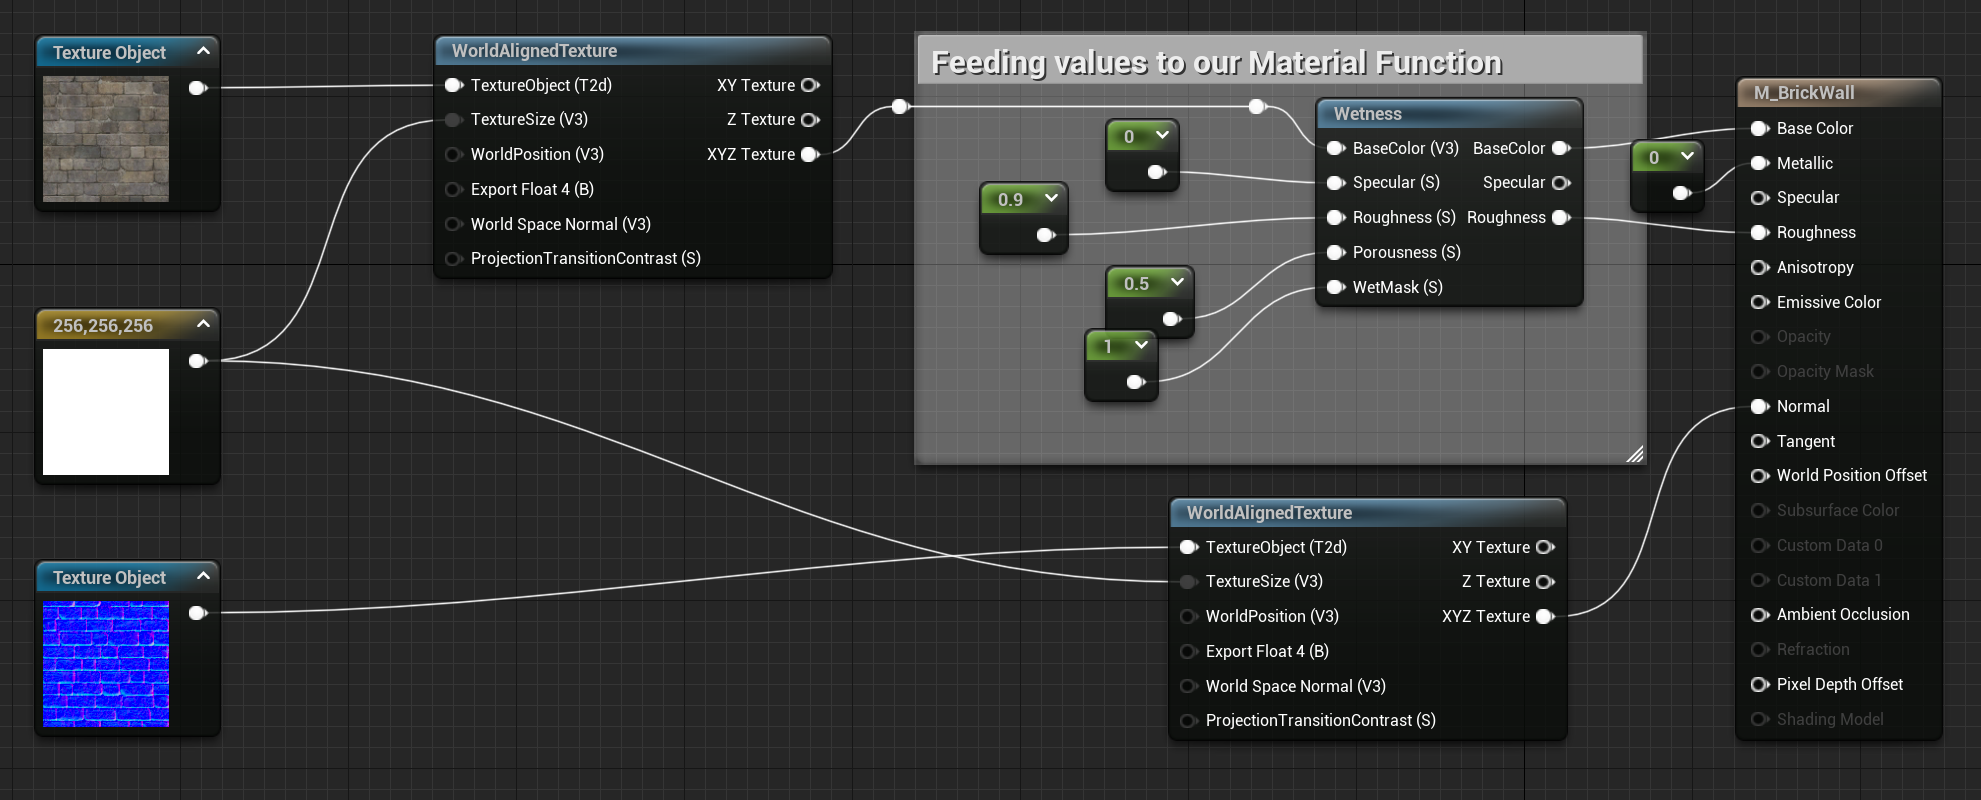 Texture Object
256,256,256
Texture Object
WorldAlignedTexture
TextureObject (T2d)
XY Texture
TextureSize (V3)
Z Texture
WorldPosition (V3)
XYZ Texture
Export Float 4 (B)
World Space Normal (V3)
ProjectionTransitionContrast (S)
Feeding values to our Material Function
0
0.9
0.5
1
Wetness
BaseColor (V3)
BaseColor
Specular (S)
Specular
Roughness (S)
Roughness
Porousness (S)
WetMask (S)
WorldAlignedTexture
TextureObject (T2d)
XY Texture
TextureSize (V3)
Z Texture
WorldPosition (V3)
XYZ Texture
Export Float 4 (B)
World Space Normal (V3)
ProjectionTransitionContrast (S)
0
M_BrickWall
Base Color
Metallic
Specular
Roughness
Anisotropy
Emissive Color
Opacity
Opacity Mask
Normal
Tangent
World Position Offset
Subsurface Color
Custom Data 0
Custom Data 1
Ambient Occlusion
Refraction
Pixel Depth Offset
Shading Model